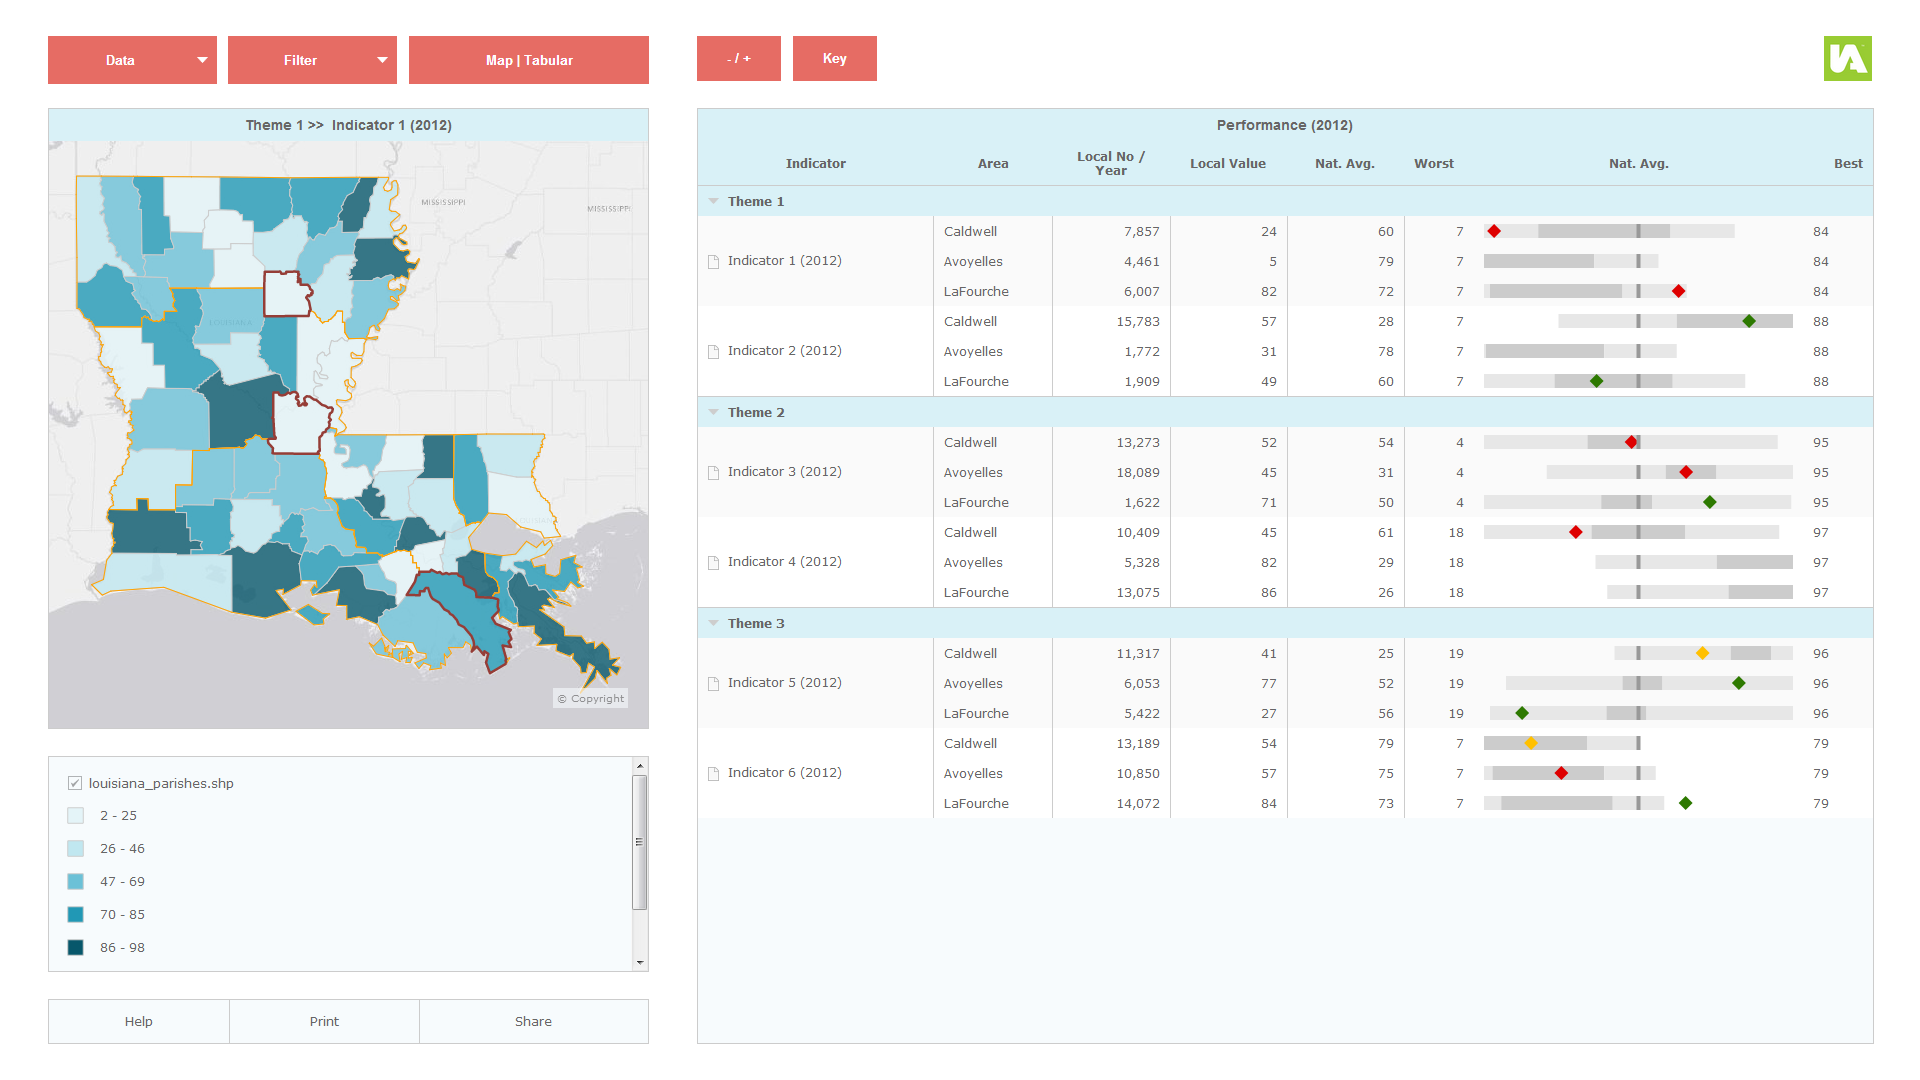 Data
Filter
Map | Tabular
- / +
Key
Theme 1 >> Indicator 1 (2012)
MISSISSIPPI
MISSISSIPPI
LOUISIANA
© Copyright
louisiana_parishes.shp
2 - 25
26 - 46
47 - 69
70 - 85
86 - 98
Help Print Share
Performance (2012)
Indicator Area Local No / Year Local Value Nat. Avg. Worst Nat. Avg. Best
Theme 1
Indicator 1 (2012)
Caldwell 7,857 24 60 7 84
Avoyelles 4,461 5 79 7 84
LaFourche 6,007 82 72 7 84
Indicator 2 (2012)
Caldwell 15,783 57 28 7 88
Avoyelles 1,772 31 78 7 88
LaFourche 1,909 49 60 7 88
Theme 2
Indicator 3 (2012)
Caldwell 13,273 52 54 4 95
Avoyelles 18,089 45 31 4 95
LaFourche 1,622 71 50 4 95
Indicator 4 (2012)
Caldwell 10,409 45 61 18 97
Avoyelles 5,328 82 29 18 97
LaFourche 13,075 86 26 18 97
Theme 3
Indicator 5 (2012)
Caldwell 11,317 41 25 19 96
Avoyelles 6,053 77 52 19 96
LaFourche 5,422 27 56 19 96
Indicator 6 (2012)
Caldwell 13,189 54 79 7 79
Avoyelles 10,850 57 75 7 79
LaFourche 14,072 84 73 7 79